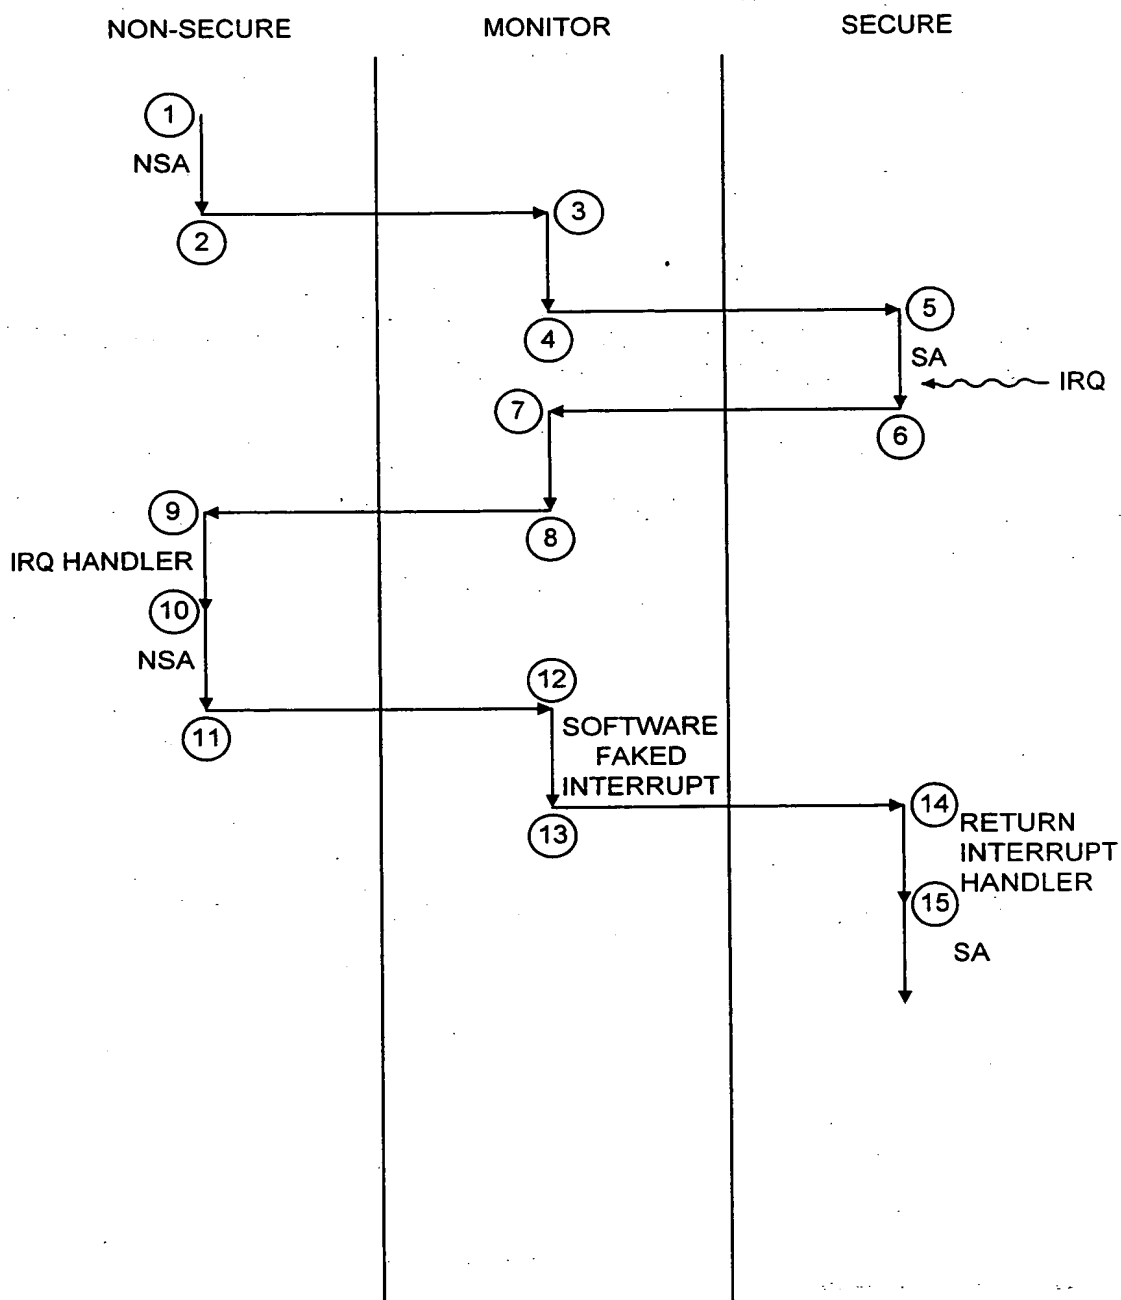 NON-SECURE
MONITOR
SECURE
1
NSA
2
3
4
5
SA
IRQ
6
7
8
9
IRQ HANDLER
10
NSA
11
12
SOFTWARE
FAKED
INTERRUPT
13
14
RETURN
INTERRUPT
HANDLER
15
SA